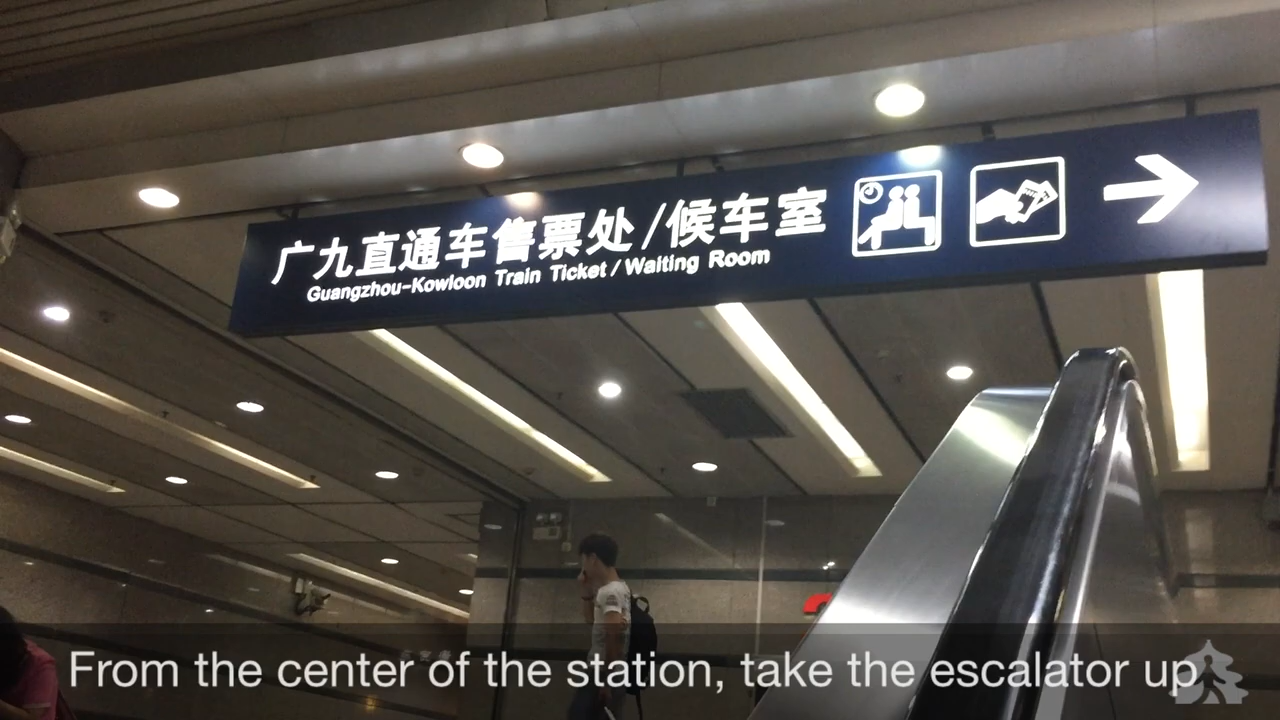 广九直通车售票处/候车室
Guangzhou-Kowloon Train Ticket / Waiting Room
From the center of the station, take the escalator up